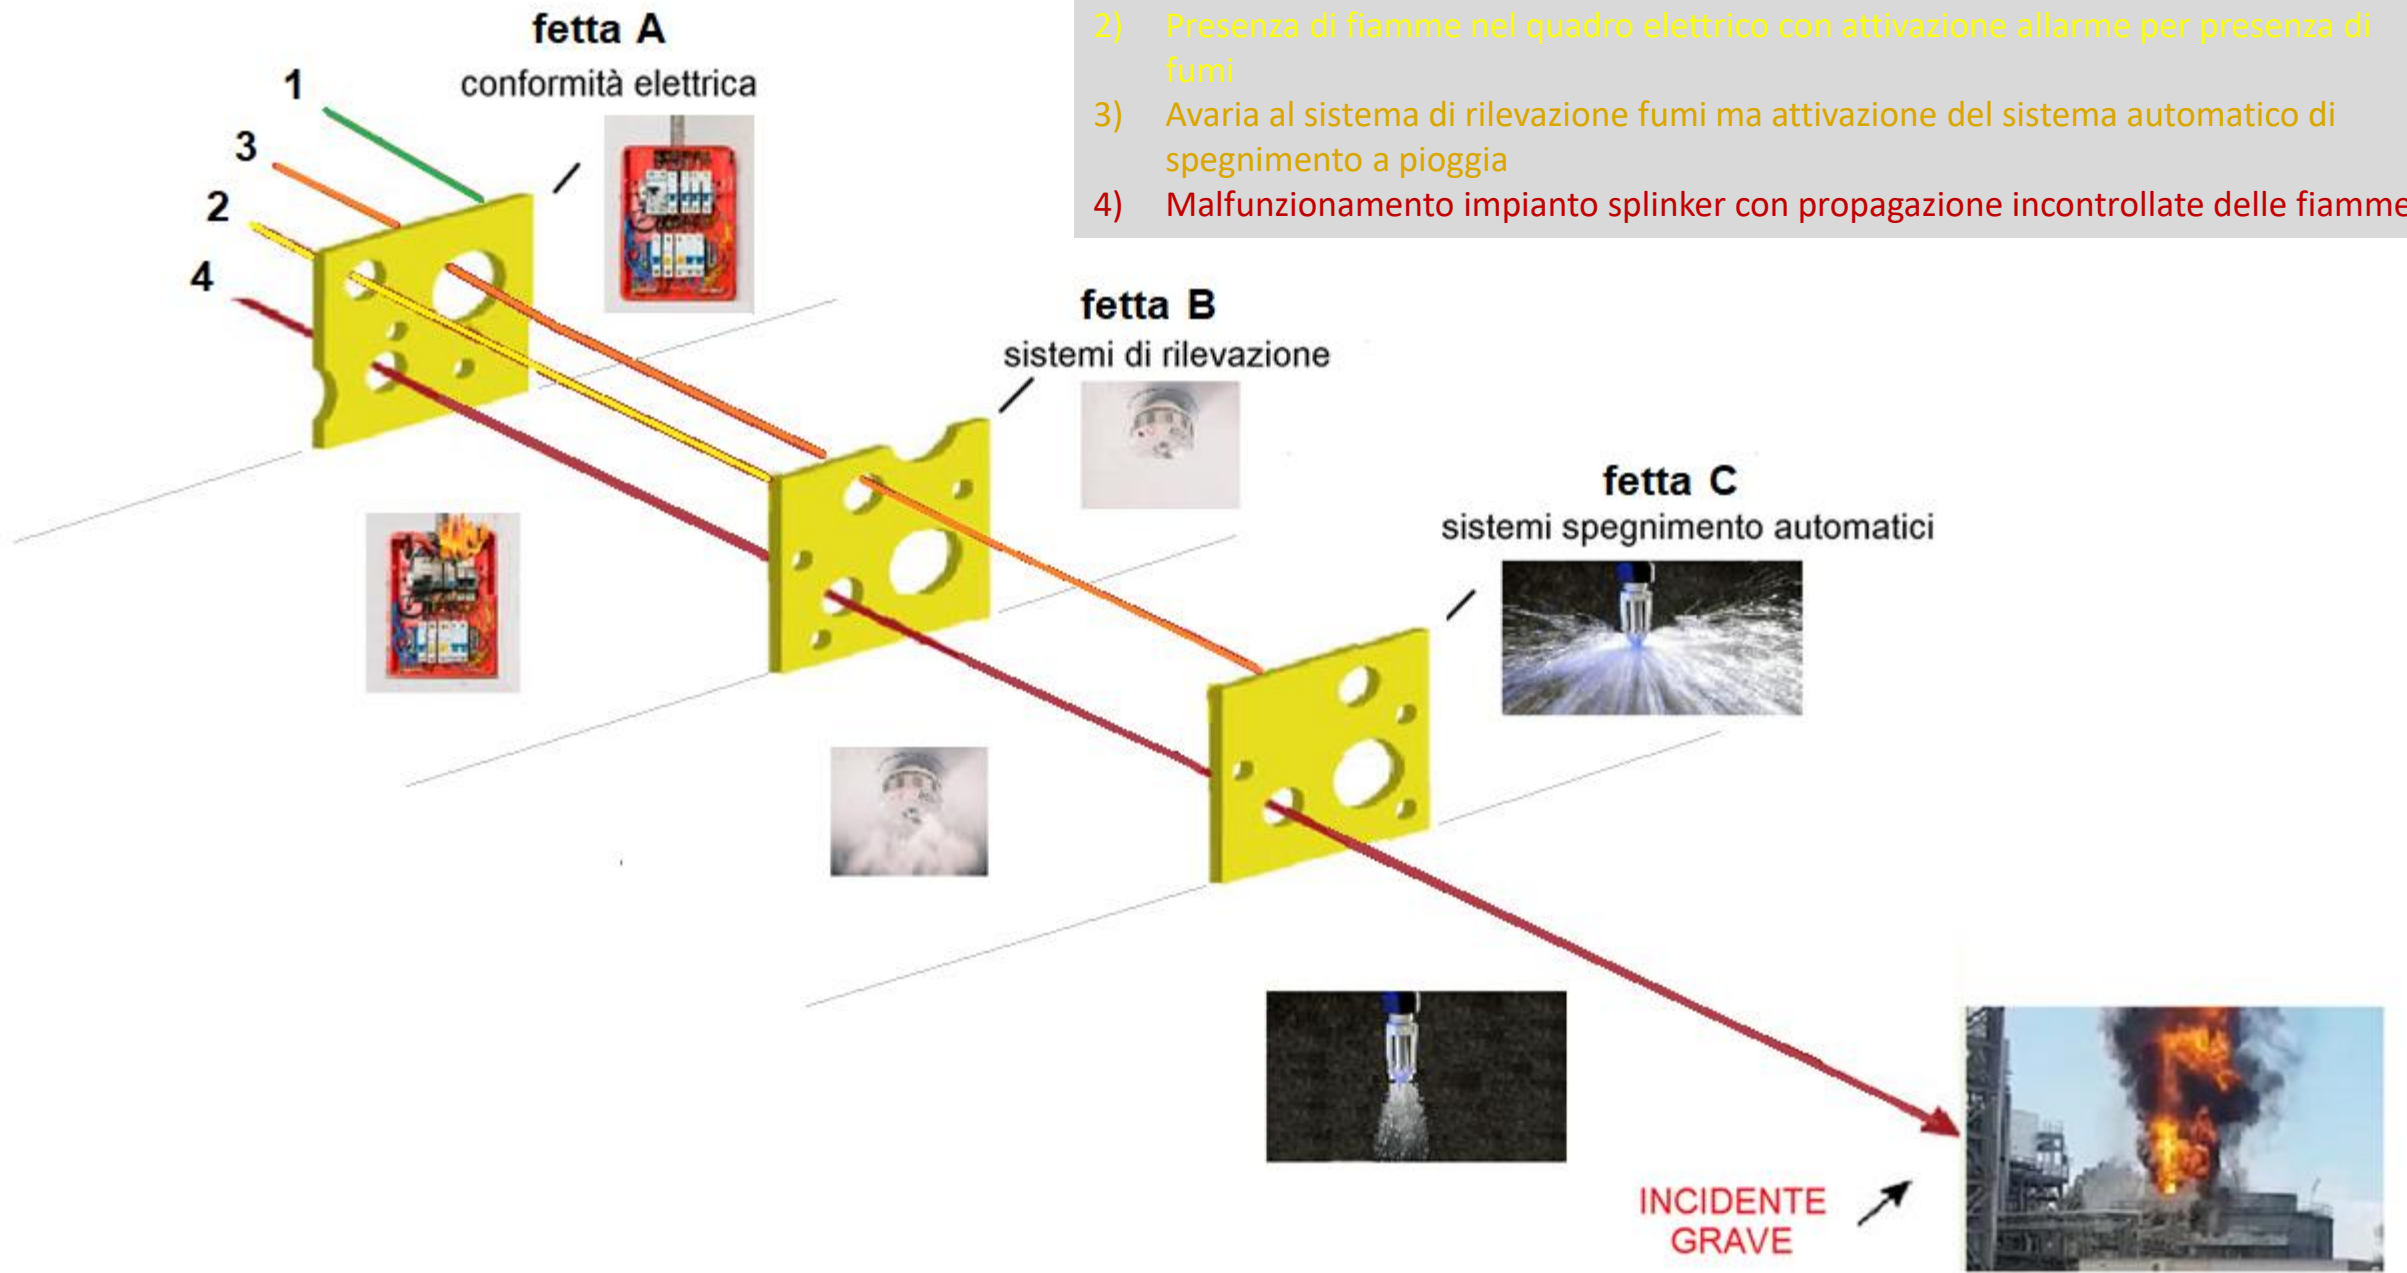 fetta A
conformità elettrica
1
3
2
4
2) Presenza di fiamme nel quadro elettrico con attivazione allarme per presenza di
fumi
3) Avaria al sistema di rilevazione fumi ma attivazione del sistema automatico di
spegnimento a pioggia
4) Malfunzionamento impianto splinker con propagazione incontrollate delle fiamme
fetta B
sistemi di rilevazione
fetta C
sistemi spegnimento automatici
INCIDENTE
GRAVE